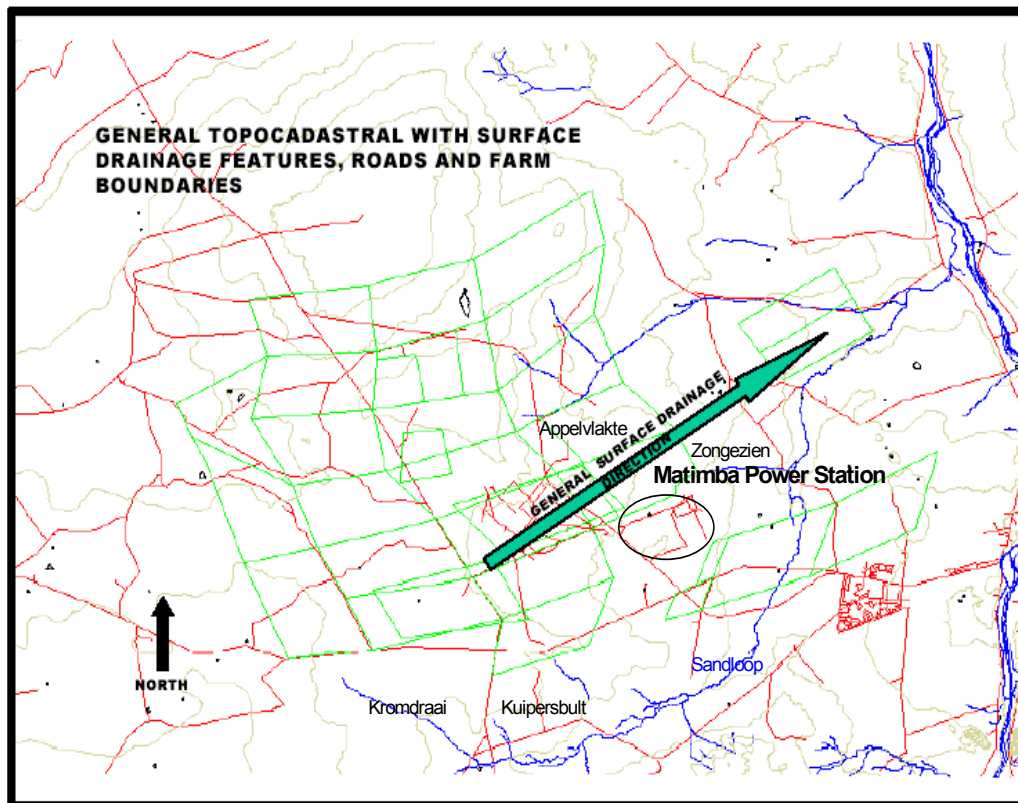 GENERAL TOPOCADASTRAL WITH SURFACE
DRAINAGE FEATURES, ROADS AND FARM
BOUNDARIES
Appelvlakte
GENERAL SURFACE DRAINAGE
DIRECTION
Zongezien
Matimba Power Station
NORTH
Sandloop
Kromdraai
Kuipersbult